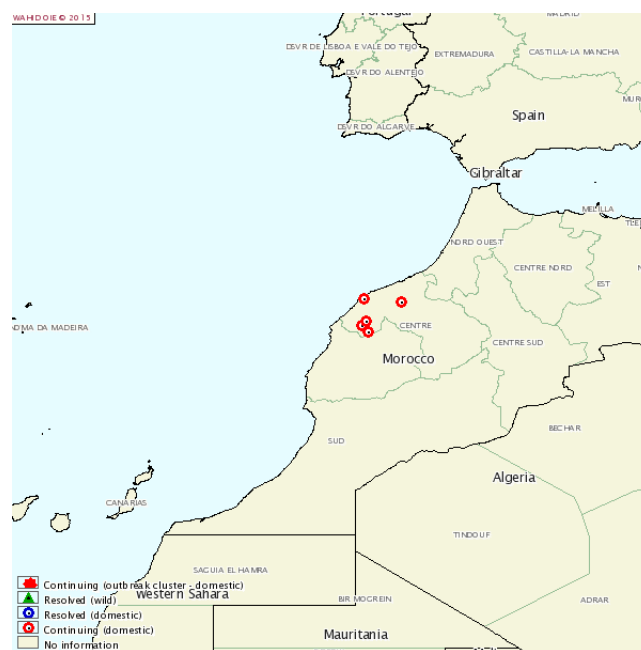 Portugal
MADRID
WAHID OIE © 2015
DSVR DE LISBOA E VALE DO TEJO
EXTREMADURA
CASTILLA-LA MANCHA
DSVR DO ALENTEJO
Spain
DSVR DO ALGARVE
Gibraltar
MELILLA
NORD OUEST
CENTRE NORD
EST
CENTRE
CENTRE SUD
Morocco
BECHAR
SUD
Algeria
CANARIAS
TINDOUF
SAGUIA EL HAMRA
Continuing (outbreak cluster - domestic)
Western Sahara
BIR MOGREIN
ADRAR
Resolved (wild)
Resolved (domestic)
Continuing (domestic)
Mauritania
No information